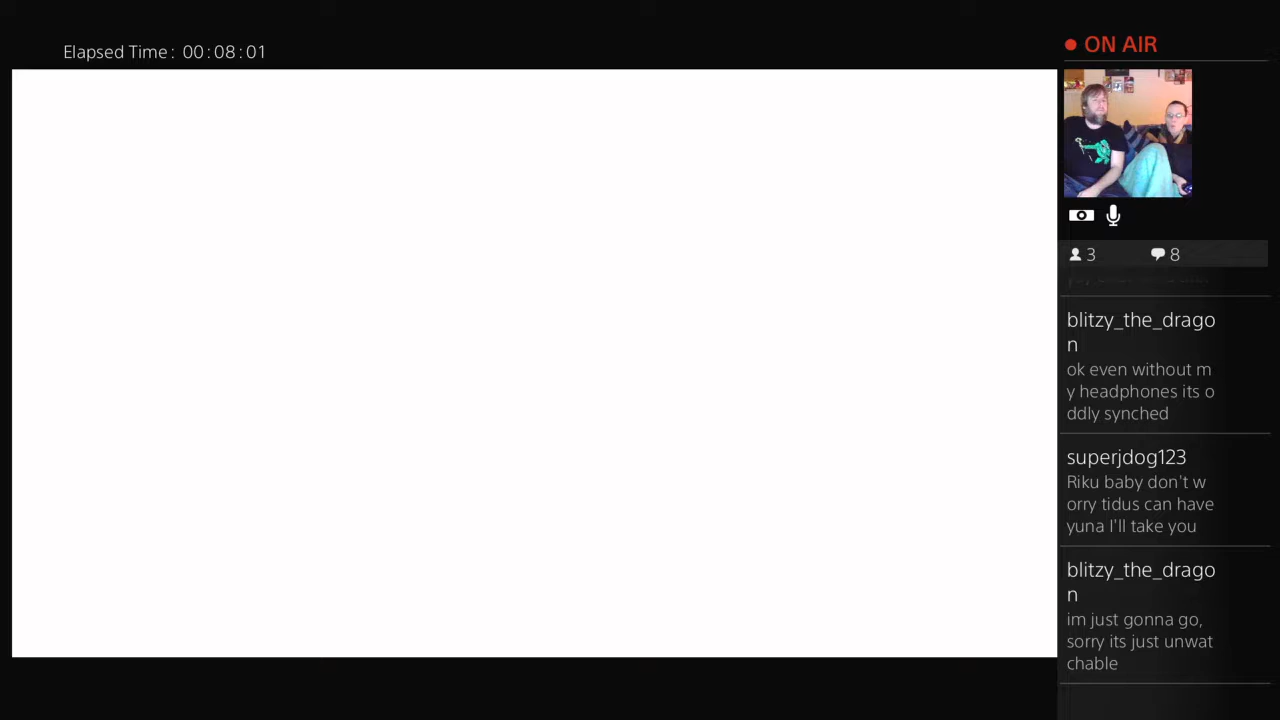 Elapsed Time: 00:08:01
ON AIR
3 8
blitzy_the_drago
n
ok even without m
y headphones its o
ddly synched
superjdog123
Riku baby don't w
orry tidus can have
yuna I'll take you
blitzy_the_drago
n
im just gonna go,
sorry its just unwat
chable